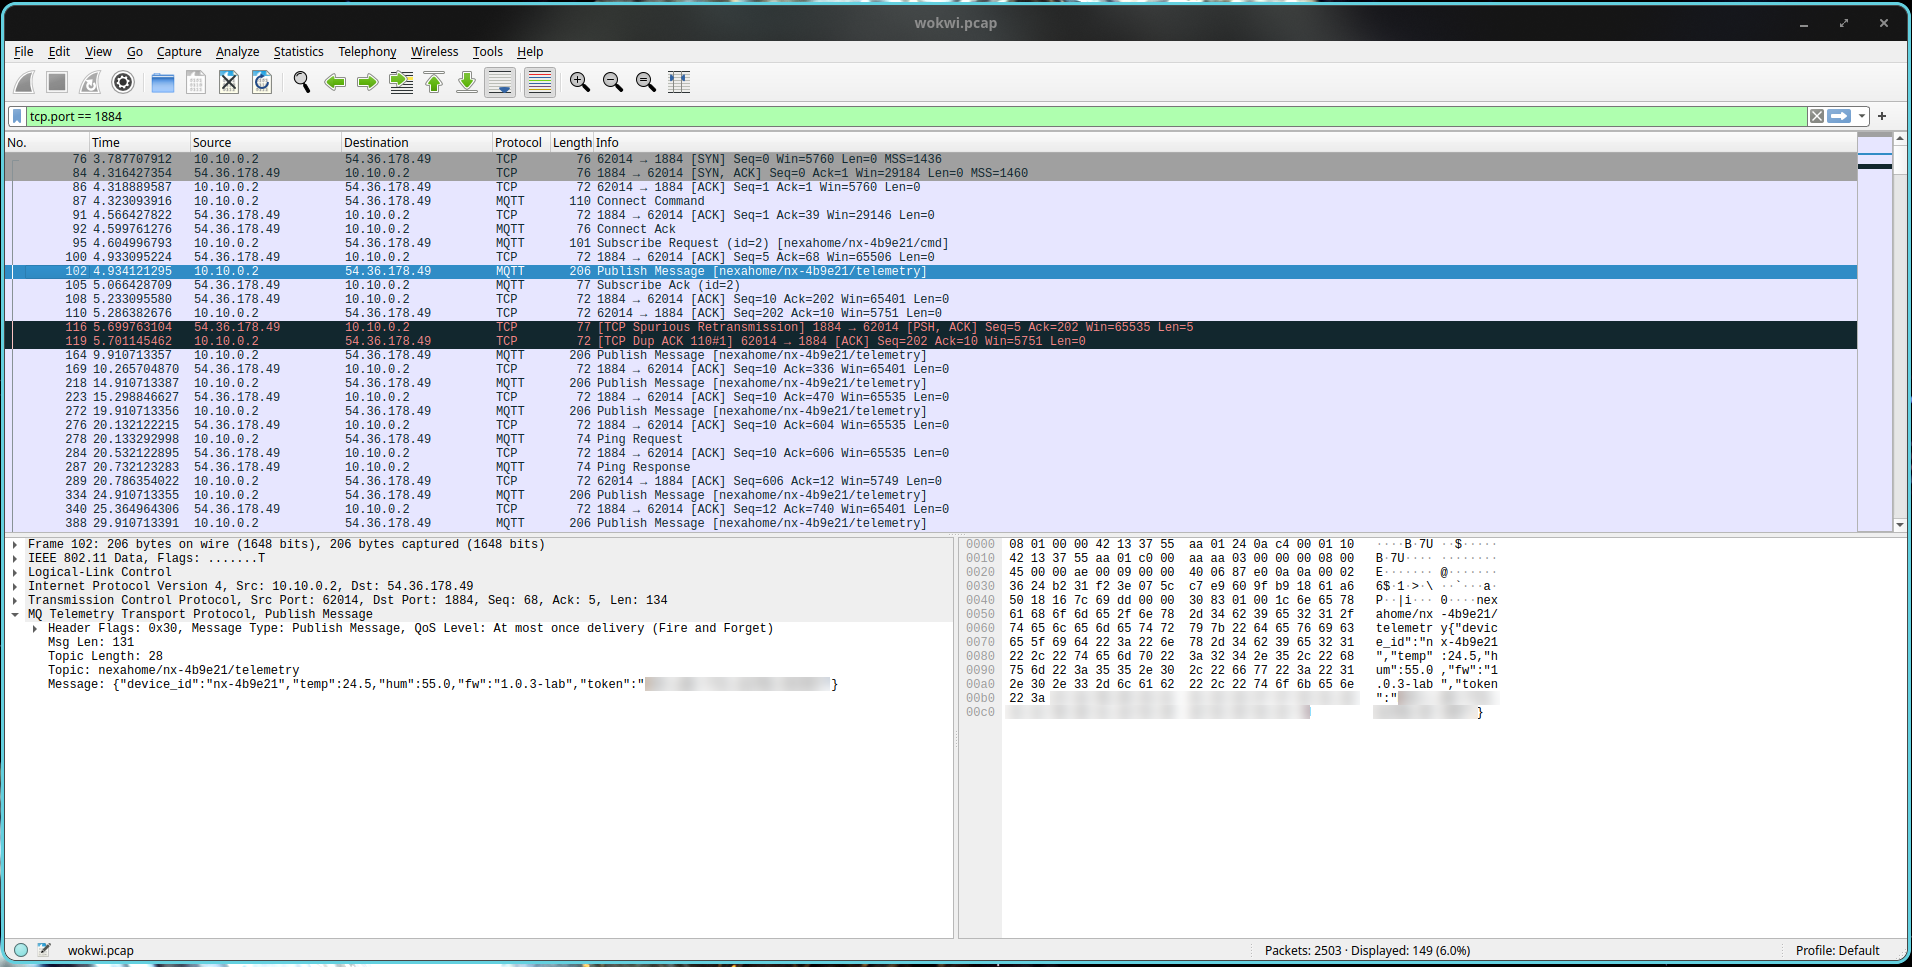 wokwi.pcap
File Edit View Go Capture Analyze Statistics Telephony Wireless Tools Help
tcp.port == 1884
No. Time Source Destination Protocol Length Info
76 3.787707912 10.10.0.2 54.36.178.49 TCP 76 62014 → 1884 [SYN] Seq=0 Win=5760 Len=0 MSS=1436
84 4.316427354 54.36.178.49 10.10.0.2 TCP 76 1884 → 62014 [SYN, ACK] Seq=0 Ack=1 Win=29184 Len=0 MSS=1460
86 4.318889587 10.10.0.2 54.36.178.49 TCP 72 62014 → 1884 [ACK] Seq=1 Ack=1 Win=5760 Len=0
87 4.323093916 10.10.0.2 54.36.178.49 MQTT 110 Connect Command
91 4.566427822 54.36.178.49 10.10.0.2 TCP 72 1884 → 62014 [ACK] Seq=1 Ack=39 Win=29146 Len=0
92 4.599761276 54.36.178.49 10.10.0.2 MQTT 76 Connect Ack
95 4.604996793 10.10.0.2 54.36.178.49 MQTT 101 Subscribe Request (id=2) [nexahome/nx-4b9e21/cmd]
100 4.933095224 54.36.178.49 10.10.0.2 TCP 72 1884 → 62014 [ACK] Seq=5 Ack=68 Win=65506 Len=0
102 4.934121295 10.10.0.2 54.36.178.49 MQTT 206 Publish Message [nexahome/nx-4b9e21/telemetry]
105 5.066428709 54.36.178.49 10.10.0.2 MQTT 77 Subscribe Ack (id=2)
108 5.233095580 54.36.178.49 10.10.0.2 TCP 72 1884 → 62014 [ACK] Seq=10 Ack=202 Win=65401 Len=0
110 5.286382676 10.10.0.2 54.36.178.49 TCP 72 62014 → 1884 [ACK] Seq=202 Ack=10 Win=5751 Len=0
116 5.699763104 54.36.178.49 10.10.0.2 TCP 77 [TCP Spurious Retransmission] 1884 → 62014 [PSH, ACK] Seq=5 Ack=202 Win=65535 Len=5
119 5.701145462 10.10.0.2 54.36.178.49 TCP 72 [TCP Dup ACK 110#1] 62014 → 1884 [ACK] Seq=202 Ack=10 Win=5751 Len=0
164 9.910713357 10.10.0.2 54.36.178.49 MQTT 206 Publish Message [nexahome/nx-4b9e21/telemetry]
169 10.265704870 54.36.178.49 10.10.0.2 TCP 72 1884 → 62014 [ACK] Seq=10 Ack=336 Win=65401 Len=0
218 14.910713387 10.10.0.2 54.36.178.49 MQTT 206 Publish Message [nexahome/nx-4b9e21/telemetry]
223 15.298846627 54.36.178.49 10.10.0.2 TCP 72 1884 → 62014 [ACK] Seq=10 Ack=470 Win=65535 Len=0
272 19.910713356 10.10.0.2 54.36.178.49 MQTT 206 Publish Message [nexahome/nx-4b9e21/telemetry]
276 20.132122215 54.36.178.49 10.10.0.2 TCP 72 1884 → 62014 [ACK] Seq=10 Ack=604 Win=65535 Len=0
278 20.133292998 10.10.0.2 54.36.178.49 MQTT 74 Ping Request
284 20.532122895 54.36.178.49 10.10.0.2 TCP 72 1884 → 62014 [ACK] Seq=10 Ack=606 Win=65535 Len=0
287 20.732123283 54.36.178.49 10.10.0.2 MQTT 74 Ping Response
289 20.786354022 10.10.0.2 54.36.178.49 TCP 72 62014 → 1884 [ACK] Seq=606 Ack=12 Win=5749 Len=0
334 24.910713355 10.10.0.2 54.36.178.49 MQTT 206 Publish Message [nexahome/nx-4b9e21/telemetry]
340 25.364964306 54.36.178.49 10.10.0.2 TCP 72 1884 → 62014 [ACK] Seq=12 Ack=740 Win=65401 Len=0
388 29.910713391 10.10.0.2 54.36.178.49 MQTT 206 Publish Message [nexahome/nx-4b9e21/telemetry]
Frame 102: 206 bytes on wire (1648 bits), 206 bytes captured (1648 bits)
IEEE 802.11 Data, Flags: .......T
Logical-Link Control
Internet Protocol Version 4, Src: 10.10.0.2, Dst: 54.36.178.49
Transmission Control Protocol, Src Port: 62014, Dst Port: 1884, Seq: 68, Ack: 5, Len: 134
MQ Telemetry Transport Protocol, Publish Message
Header Flags: 0x30, Message Type: Publish Message, QoS Level: At most once delivery (Fire and Forget)
Msg Len: 131
Topic Length: 28
Topic: nexahome/nx-4b9e21/telemetry
Message: {"device_id":"nx-4b9e21","temp":24.5,"hum":55.0,"fw":"1.0.3-lab","token":" }
0000 08 01 00 00 42 13 37 55 aa 01 24 0a c4 00 01 10 ····B·7U ··$·····
0010 42 13 37 55 aa 01 c0 00 aa aa 03 00 00 00 08 00 B·7U···· ········
0020 45 00 00 ae 00 09 00 00 40 06 87 e0 0a 0a 00 02 E······· @·······
0030 36 24 b2 31 f2 3e 07 5c c7 e9 60 9f b9 18 61 a6 6$·1·>·\ ··`···a·
0040 50 18 16 7c 69 dd 00 00 30 83 01 00 1c 6e 65 78 P··|i··· 0····nex
0050 61 68 6f 6d 65 2f 6e 78 2d 34 62 39 65 32 31 2f ahome/nx -4b9e21/
0060 74 65 6c 65 6d 65 74 72 79 7b 22 64 65 76 69 63 telemetr y{"devic
0070 65 5f 69 64 22 3a 22 6e 78 2d 34 62 39 65 32 31 e_id":"n x-4b9e21
0080 22 2c 22 74 65 6d 70 22 3a 32 34 2e 35 2c 22 68 ","temp" :24.5,"h
0090 75 6d 22 3a 35 35 2e 30 2c 22 66 77 22 3a 22 31 um":55.0 ,"fw":"1
00a0 2e 30 2e 33 2d 6c 61 62 22 2c 22 74 6f 6b 65 6e .0.3-lab ","token
00b0 22 3a ":"
00c0 }
wokwi.pcap
Packets: 2503 · Displayed: 149 (6.0%)
Profile: Default